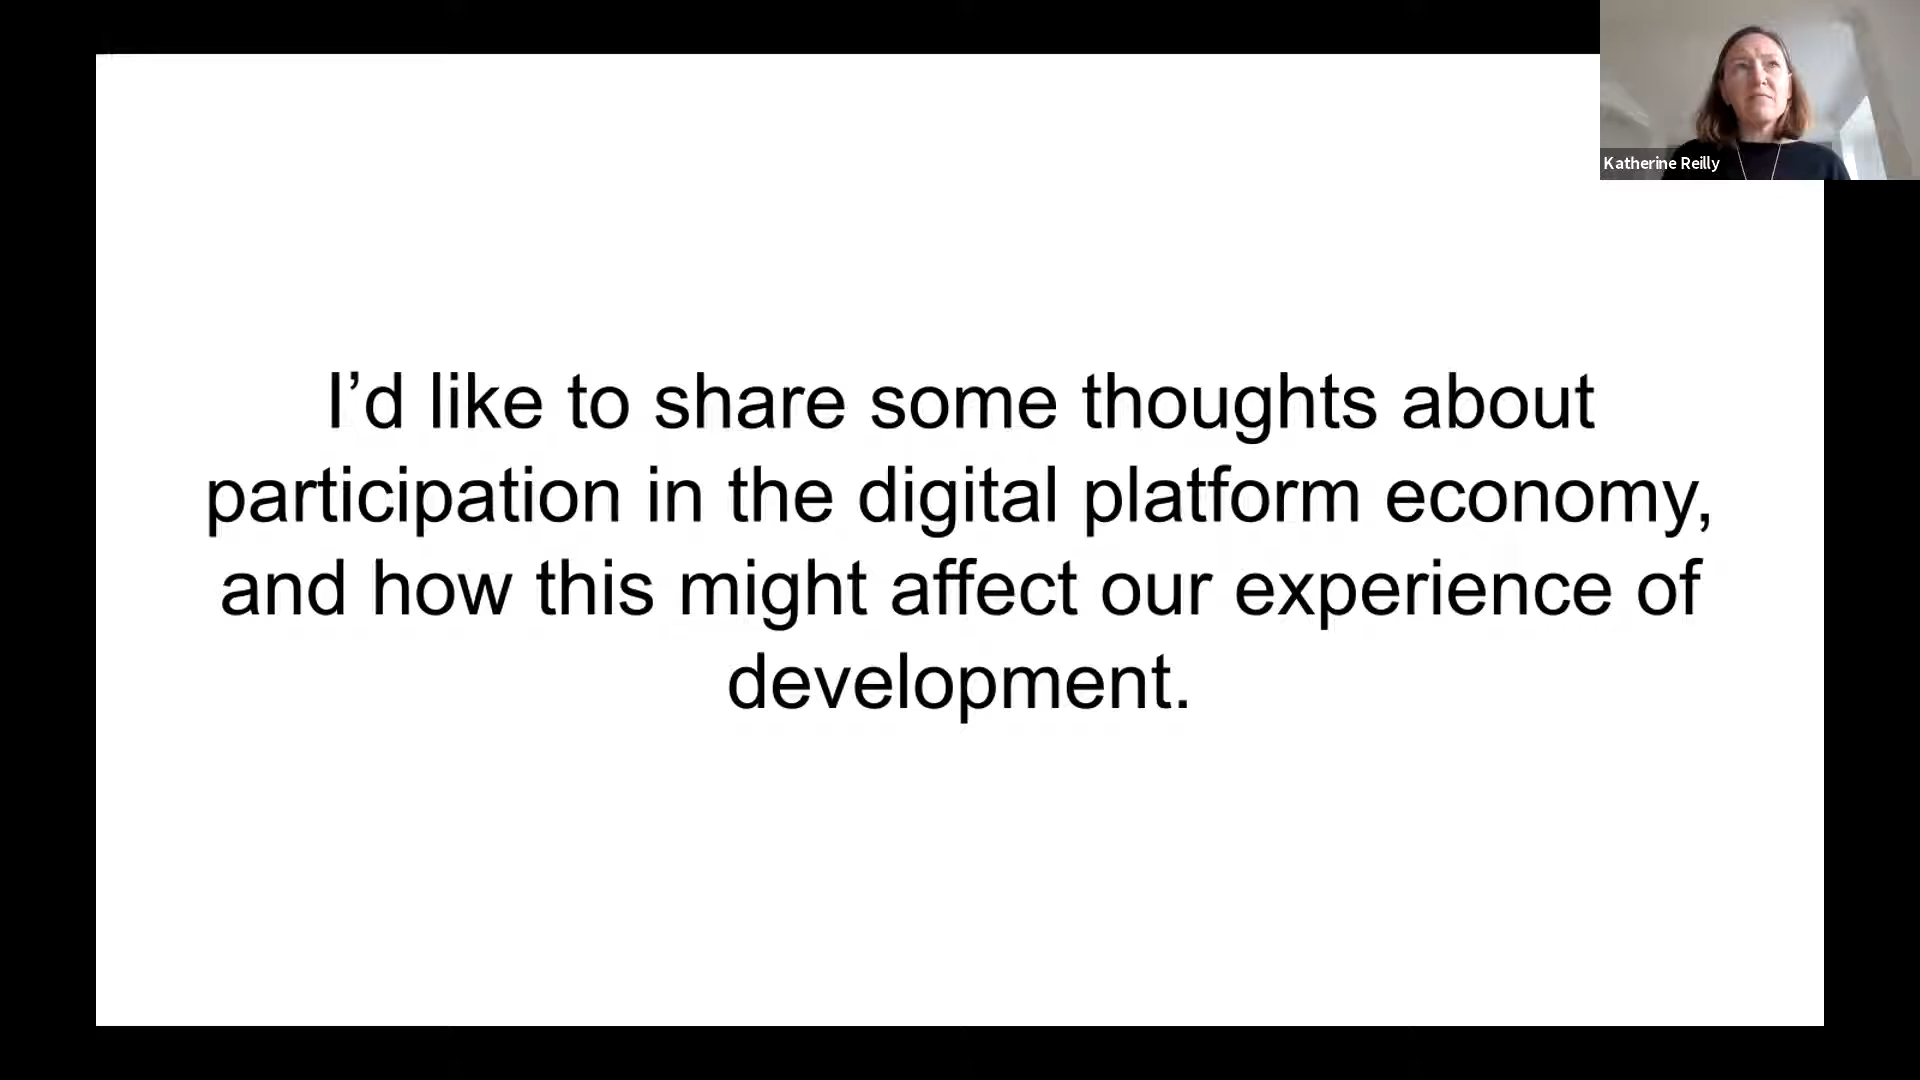 Katherine Reilly
I’d like to share some thoughts about
participation in the digital platform economy,
and how this might affect our experience of
development.